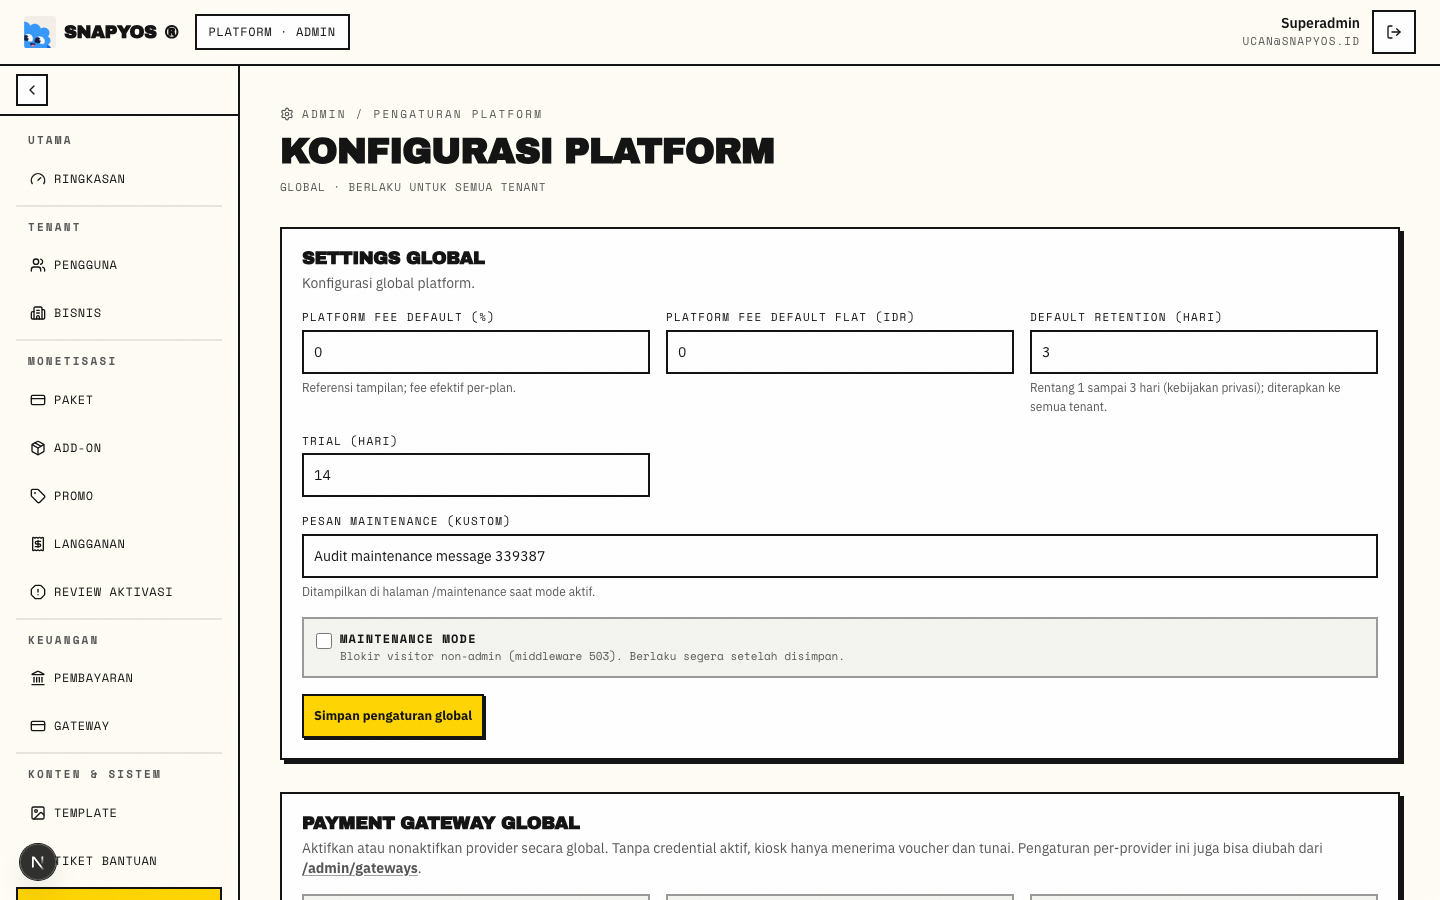 SNAPYOS ®
PLATFORM · ADMIN
Superadmin
UCAN@SNAPYOS.ID
UTAMA
RINGKASAN
TENANT
PENGGUNA
BISNIS
MONETISASI
PAKET
ADD-ON
PROMO
LANGGANAN
REVIEW AKTIVASI
KEUANGAN
PEMBAYARAN
GATEWAY
KONTEN & SISTEM
TEMPLATE
N
TIKET BANTUAN
ADMIN / PENGATURAN PLATFORM
KONFIGURASI PLATFORM
GLOBAL · BERLAKU UNTUK SEMUA TENANT
SETTINGS GLOBAL
Konfigurasi global platform.
PLATFORM FEE DEFAULT (%)
0
Referensi tampilan; fee efektif per-plan.
PLATFORM FEE DEFAULT FLAT (IDR)
0
DEFAULT RETENTION (HARI)
3
Rentang 1 sampai 3 hari (kebijakan privasi); diterapkan ke
semua tenant.
TRIAL (HARI)
14
PESAN MAINTENANCE (KUSTOM)
Audit maintenance message 339387
Ditampilkan di halaman /maintenance saat mode aktif.
MAINTENANCE MODE
Blokir visitor non-admin (middleware 503). Berlaku segera setelah disimpan.
Simpan pengaturan global
PAYMENT GATEWAY GLOBAL
Aktifkan atau nonaktifkan provider secara global. Tanpa credential aktif, kiosk hanya menerima voucher dan tunai. Pengaturan per-provider ini juga bisa diubah dari
/admin/gateways.